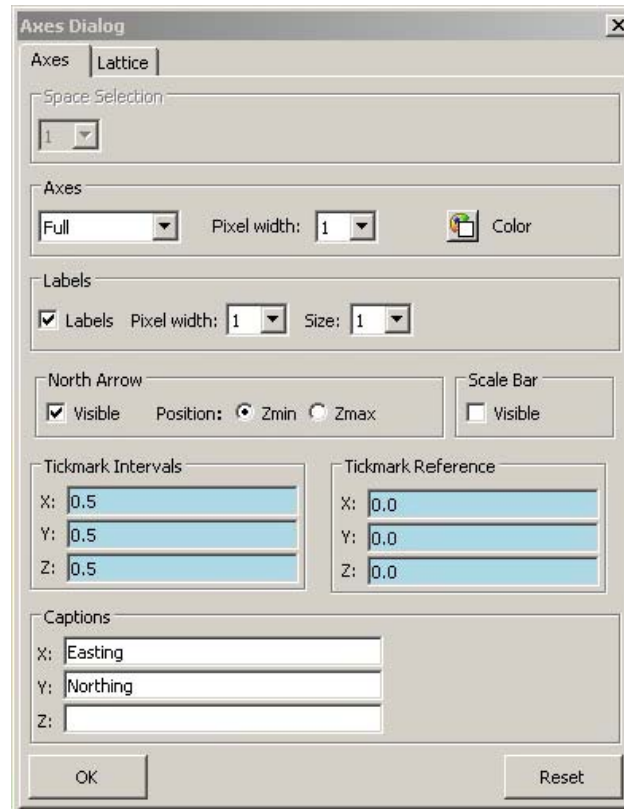 Axes Dialog
Axes Lattice
Space Selection
1
Axes
Full Pixel width: 1 Color
Labels
Labels Pixel width: 1 Size: 1
North Arrow Scale Bar
Visible Position: Zmin Zmax Visible
Tickmark Intervals Tickmark Reference
X: 0.5 X: 0.0
Y: 0.5 Y: 0.0
Z: 0.5 Z: 0.0
Captions
X: Easting
Y: Northing
Z:
OK Reset